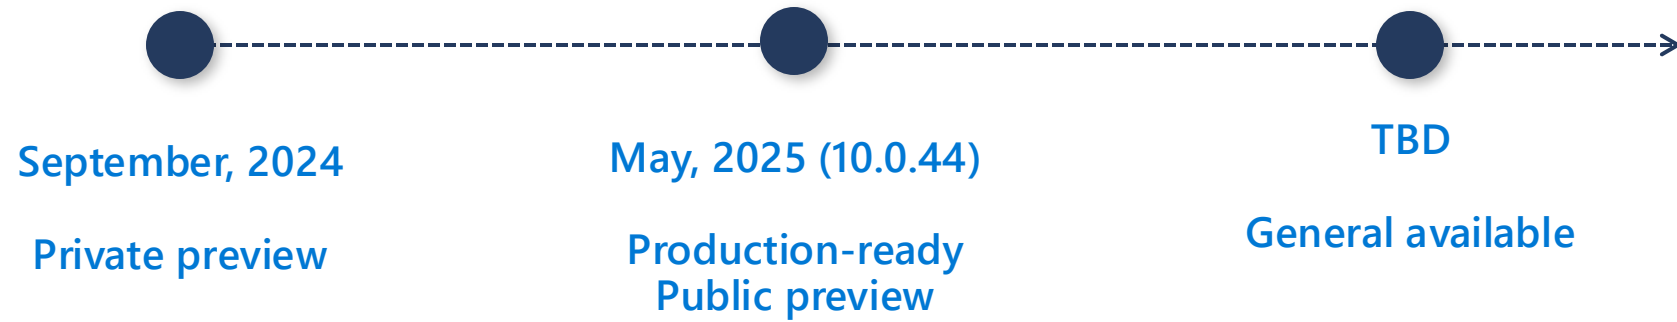 September, 2024
Private preview
May, 2025 (10.0.44)
Production-ready
Public preview
TBD
General available